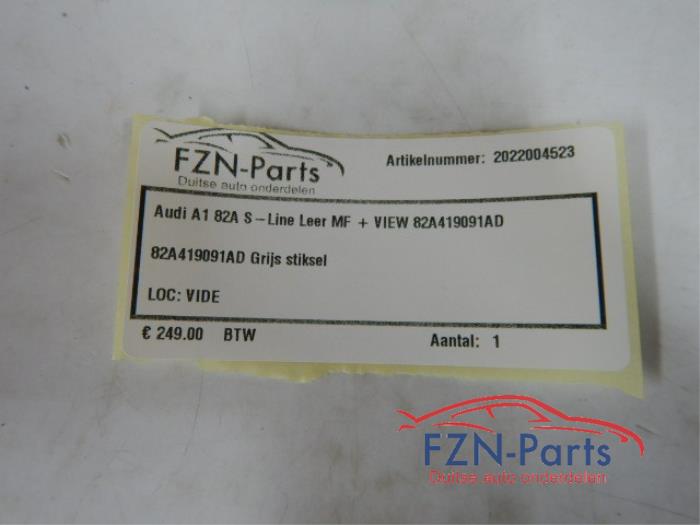 FZN-Parts
Duitse auto onderdelen
Artikelnummer: 2022004523
Audi A1 82A S-Line Leer MF + VIEW 82A419091AD
82A419091AD Grijs stiksel
LOC: VIDE
€ 249.00 BTW
Aantal: 1
FZN-Parts
Duitse auto onderdelen